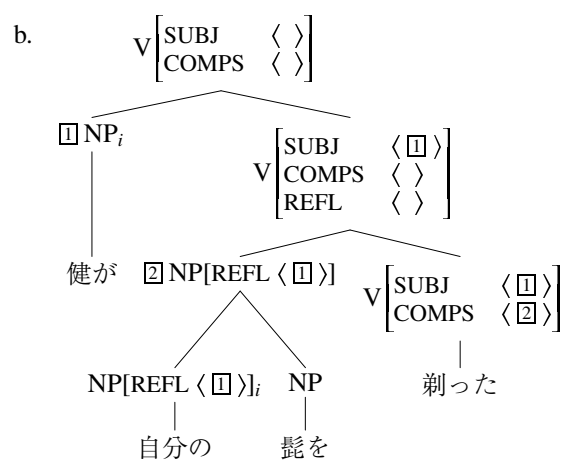 b.
V[SUBJ 〈 〉
COMPS 〈 〉]
1 NPi
V[SUBJ 〈 1 〉
COMPS 〈 〉
REFL 〈 〉]
健が
2 NP[REFL 〈 1 〉]
V[SUBJ 〈 1 〉
COMPS 〈 2 〉]
NP[REFL 〈 1 〉]i NP
剃った
自分の 髭を